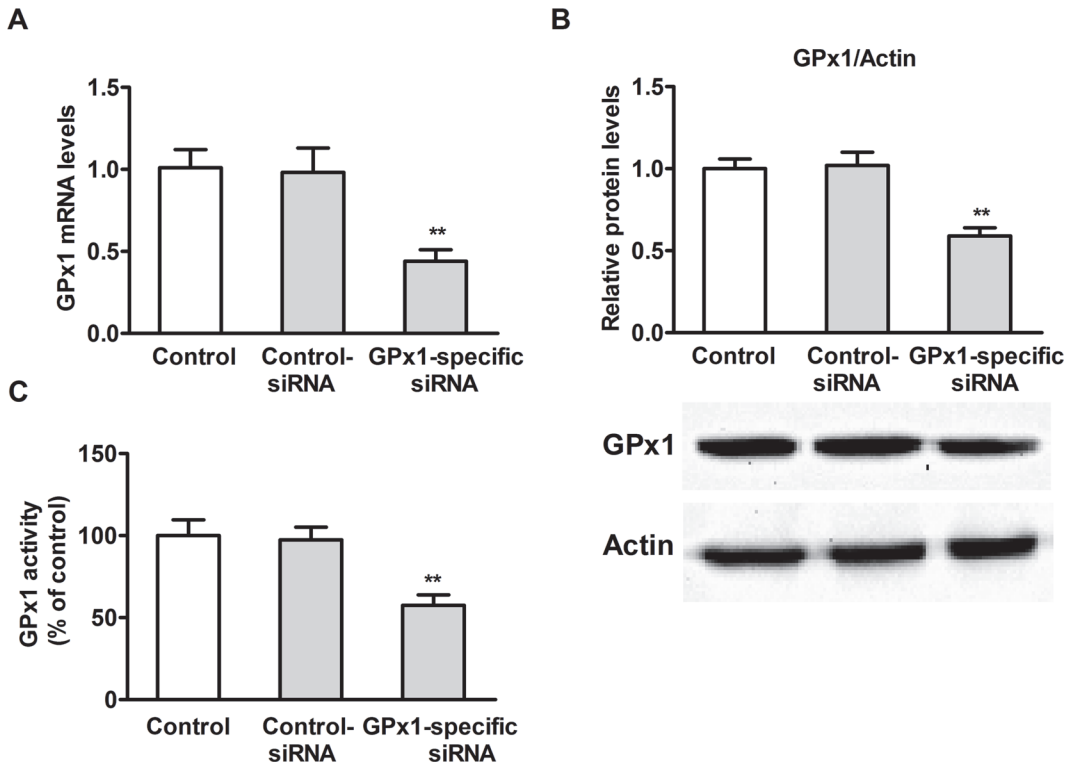 A
GPx1 mRNA levels
1.5
1.0
0.5
0.0
**
Control
Control-
siRNA
GPx1-specific
siRNA
B
GPx1/Actin
Relative protein levels
1.5
1.0
0.5
0.0
**
Control
Control-
siRNA
GPx1-specific
siRNA
GPx1
Actin
C
GPx1 activity
(% of control)
150
100
50
0
**
Control
Control-
siRNA
GPx1-specific
siRNA